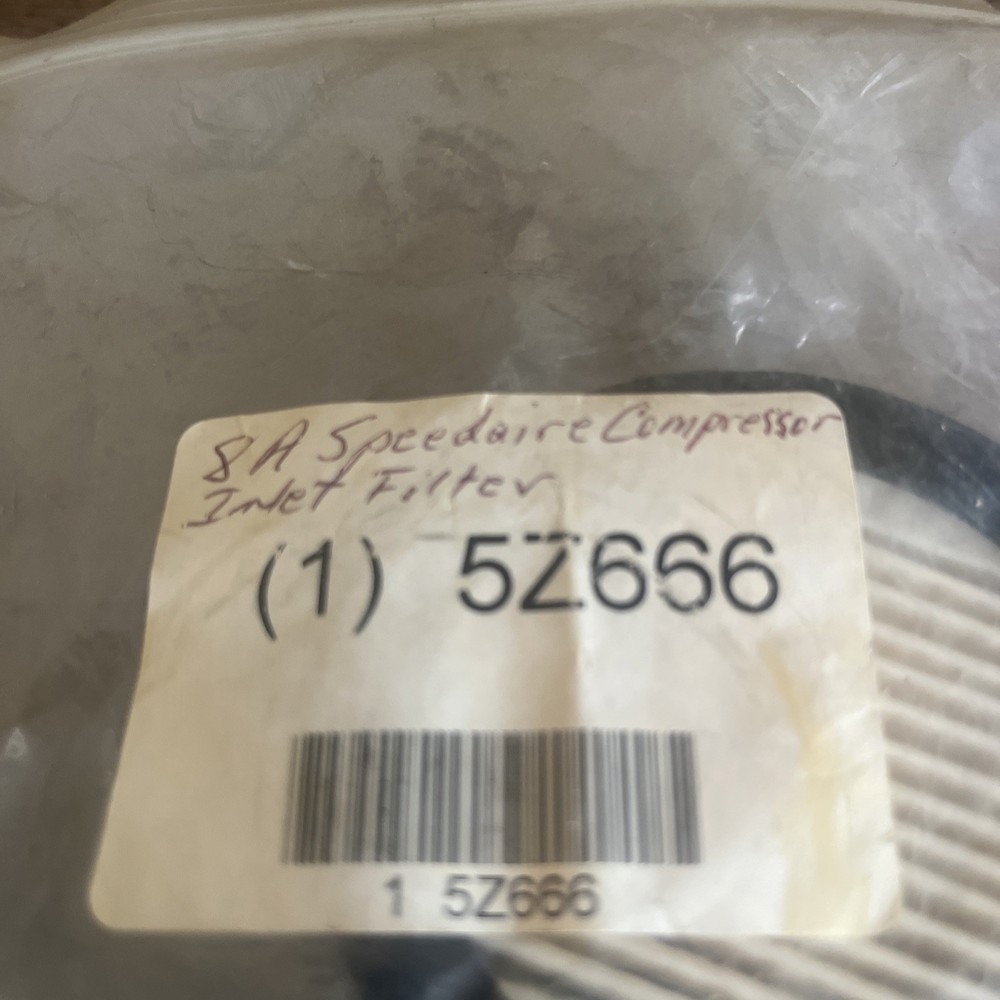 8A Speedaire Compressor
Inlet Filter
(1) 5Z666
1 5Z666